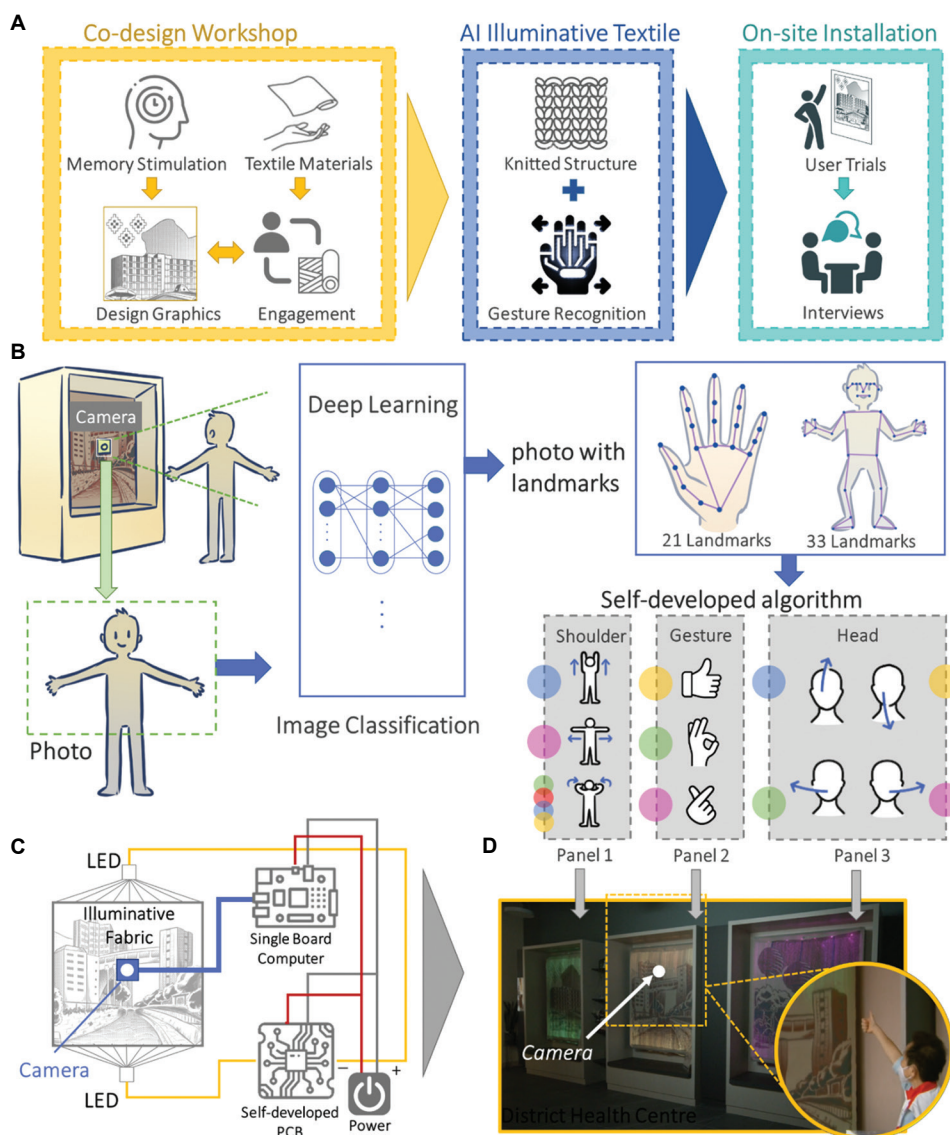 A
Co-design Workshop
AI Illuminative Textile
On-site Installation
Memory Stimulation
Textile Materials
Design Graphics
Engagement
Knitted Structure
Gesture Recognition
User Trials
Interviews
B
Camera
Photo
Deep Learning
Image Classification
photo with
landmarks
21 Landmarks
33 Landmarks
Self-developed algorithm
Shoulder
Gesture
Head
Panel 1
Panel 2
Panel 3
C
LED
Illuminative
Fabric
Camera
LED
Single Board
Computer
Self-developed
PCB
− +
Power
D
Camera
District Health Centre